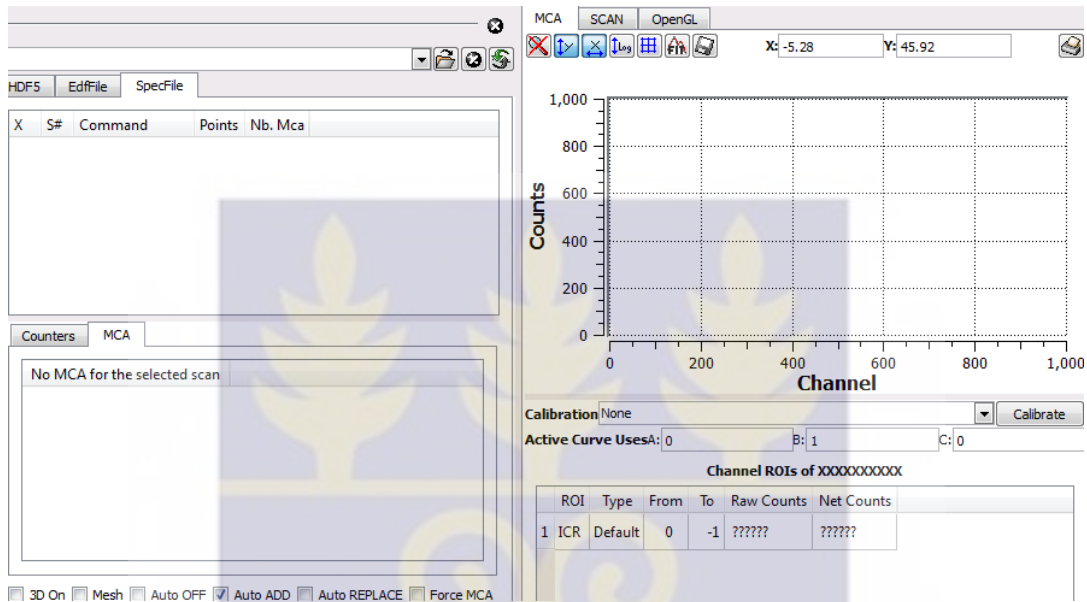 HDF5 EdfFile SpecFile
X S# Command Points Nb. Mca
Counters MCA
No MCA for the selected scan
3D On Mesh Auto OFF Auto ADD Auto REPLACE Force MCA
MCA SCAN OpenGL
Log Fit X: -5.28 Y: 45.92
1,000
800
600
400
200
0
Counts
0 200 400 600 800 1,000
Channel
Calibration None Calibrate
Active Curve Uses A: 0 B: 1 C: 0
Channel ROIs of XXXXXXXXXX
ROI Type From To Raw Counts Net Counts
1 ICR Default 0 -1 ?????? ??????